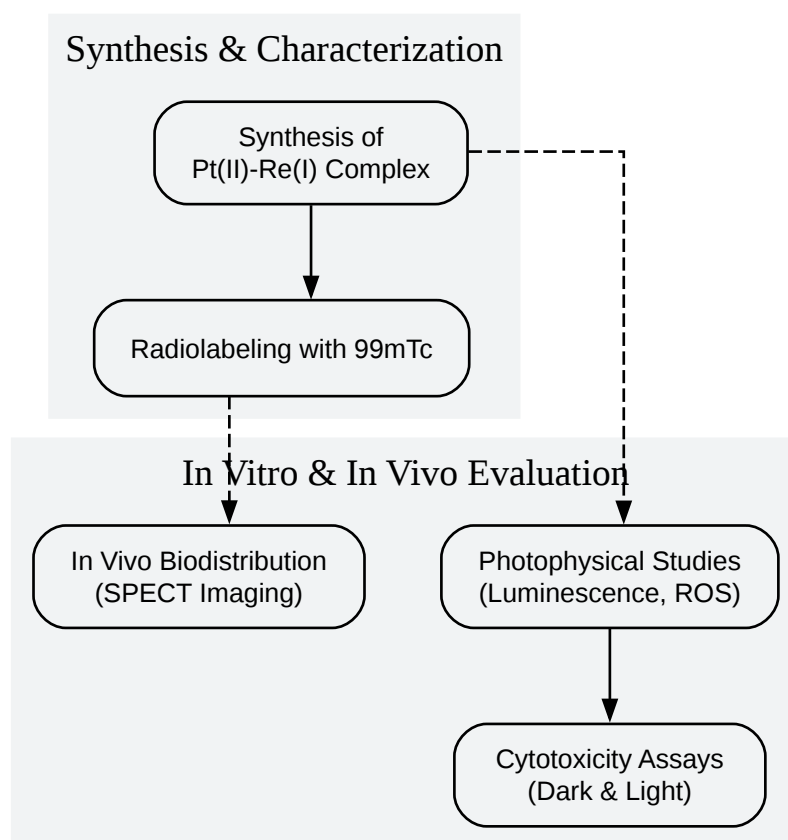 Synthesis & Characterization
Synthesis of
Pt(II)-Re(I) Complex
Radiolabeling with 99mTc
In Vitro & In Vivo Evaluation
In Vivo Biodistribution
(SPECT Imaging)
Photophysical Studies
(Luminescence, ROS)
Cytotoxicity Assays
(Dark & Light)